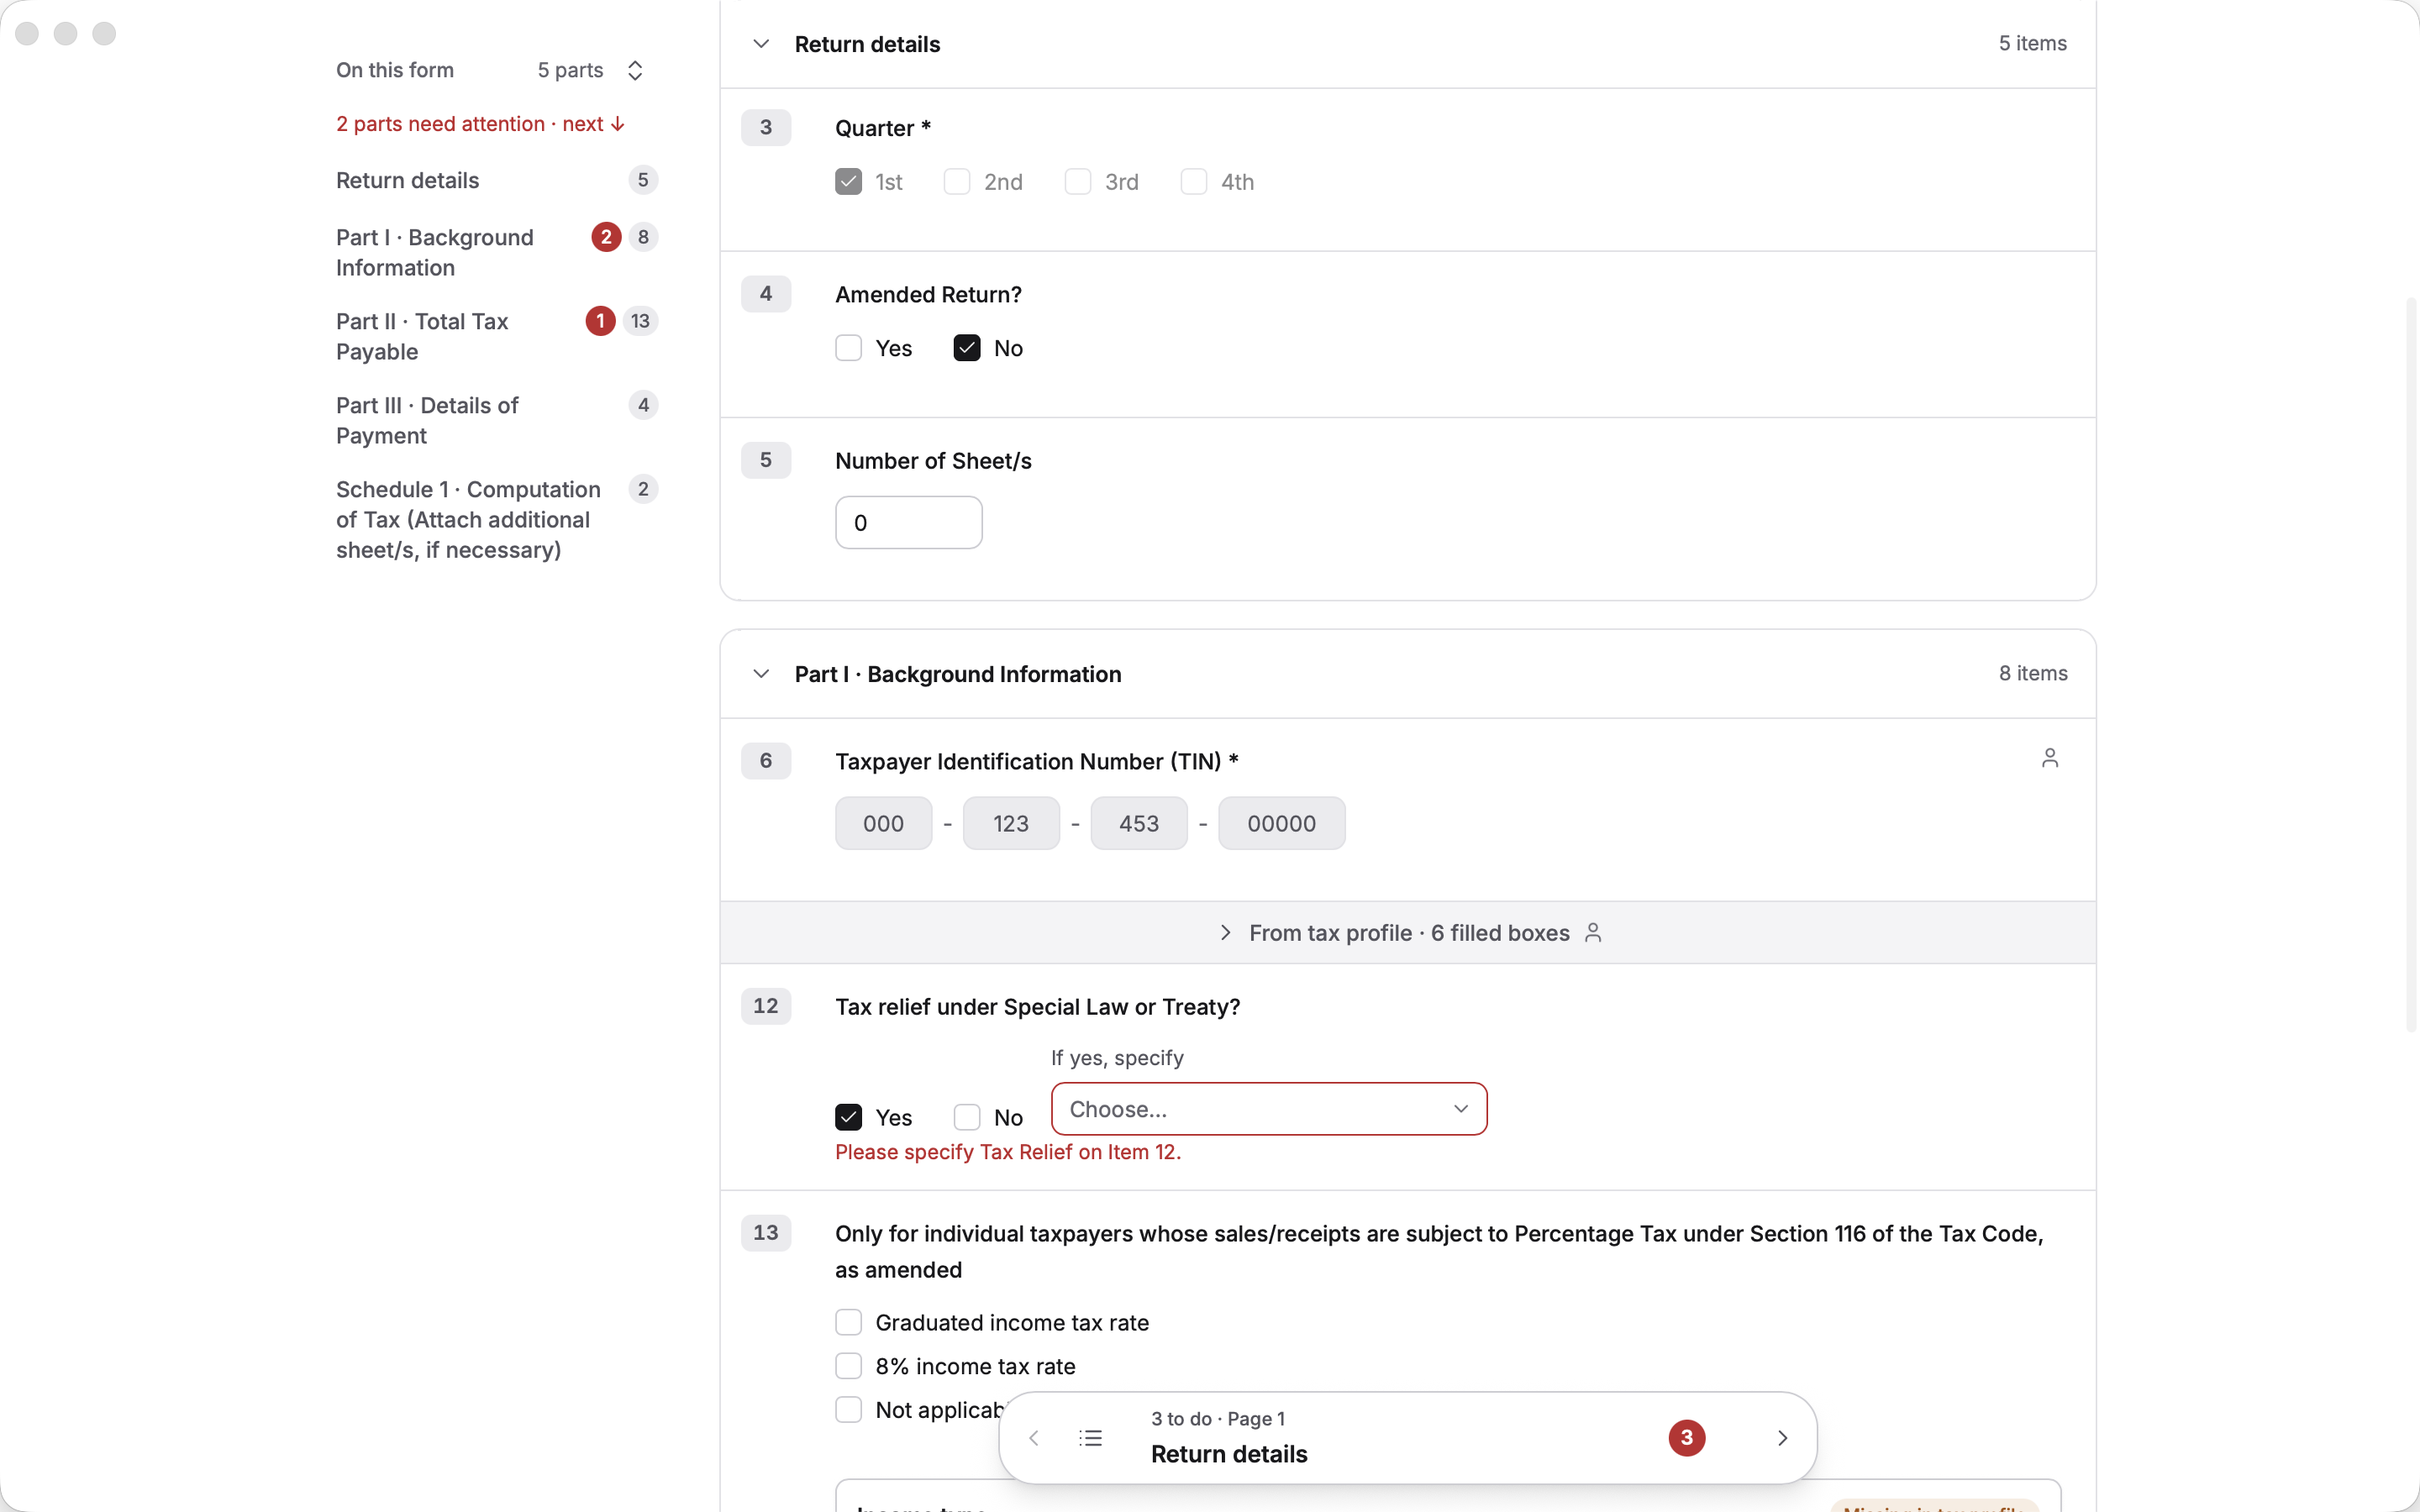 On this form
5 parts
2 parts need attention · next ↓
Return details
5
Part I · Background
Information
2
8
Part II · Total Tax
Payable
1
13
Part III · Details of
Payment
4
Schedule 1 · Computation
of Tax (Attach additional
sheet/s, if necessary)
2
Return details
5 items
3
Quarter *
1st
2nd
3rd
4th
4
Amended Return?
Yes
No
5
Number of Sheet/s
0
Part I · Background Information
8 items
6
Taxpayer Identification Number (TIN) *
000 - 123 - 453 - 00000
From tax profile · 6 filled boxes
12
Tax relief under Special Law or Treaty?
If yes, specify
Yes
No
Choose...
Please specify Tax Relief on Item 12.
13
Only for individual taxpayers whose sales/receipts are subject to Percentage Tax under Section 116 of the Tax Code,
as amended
Graduated income tax rate
8% income tax rate
Not
3 to do · Page 1
Return details
3